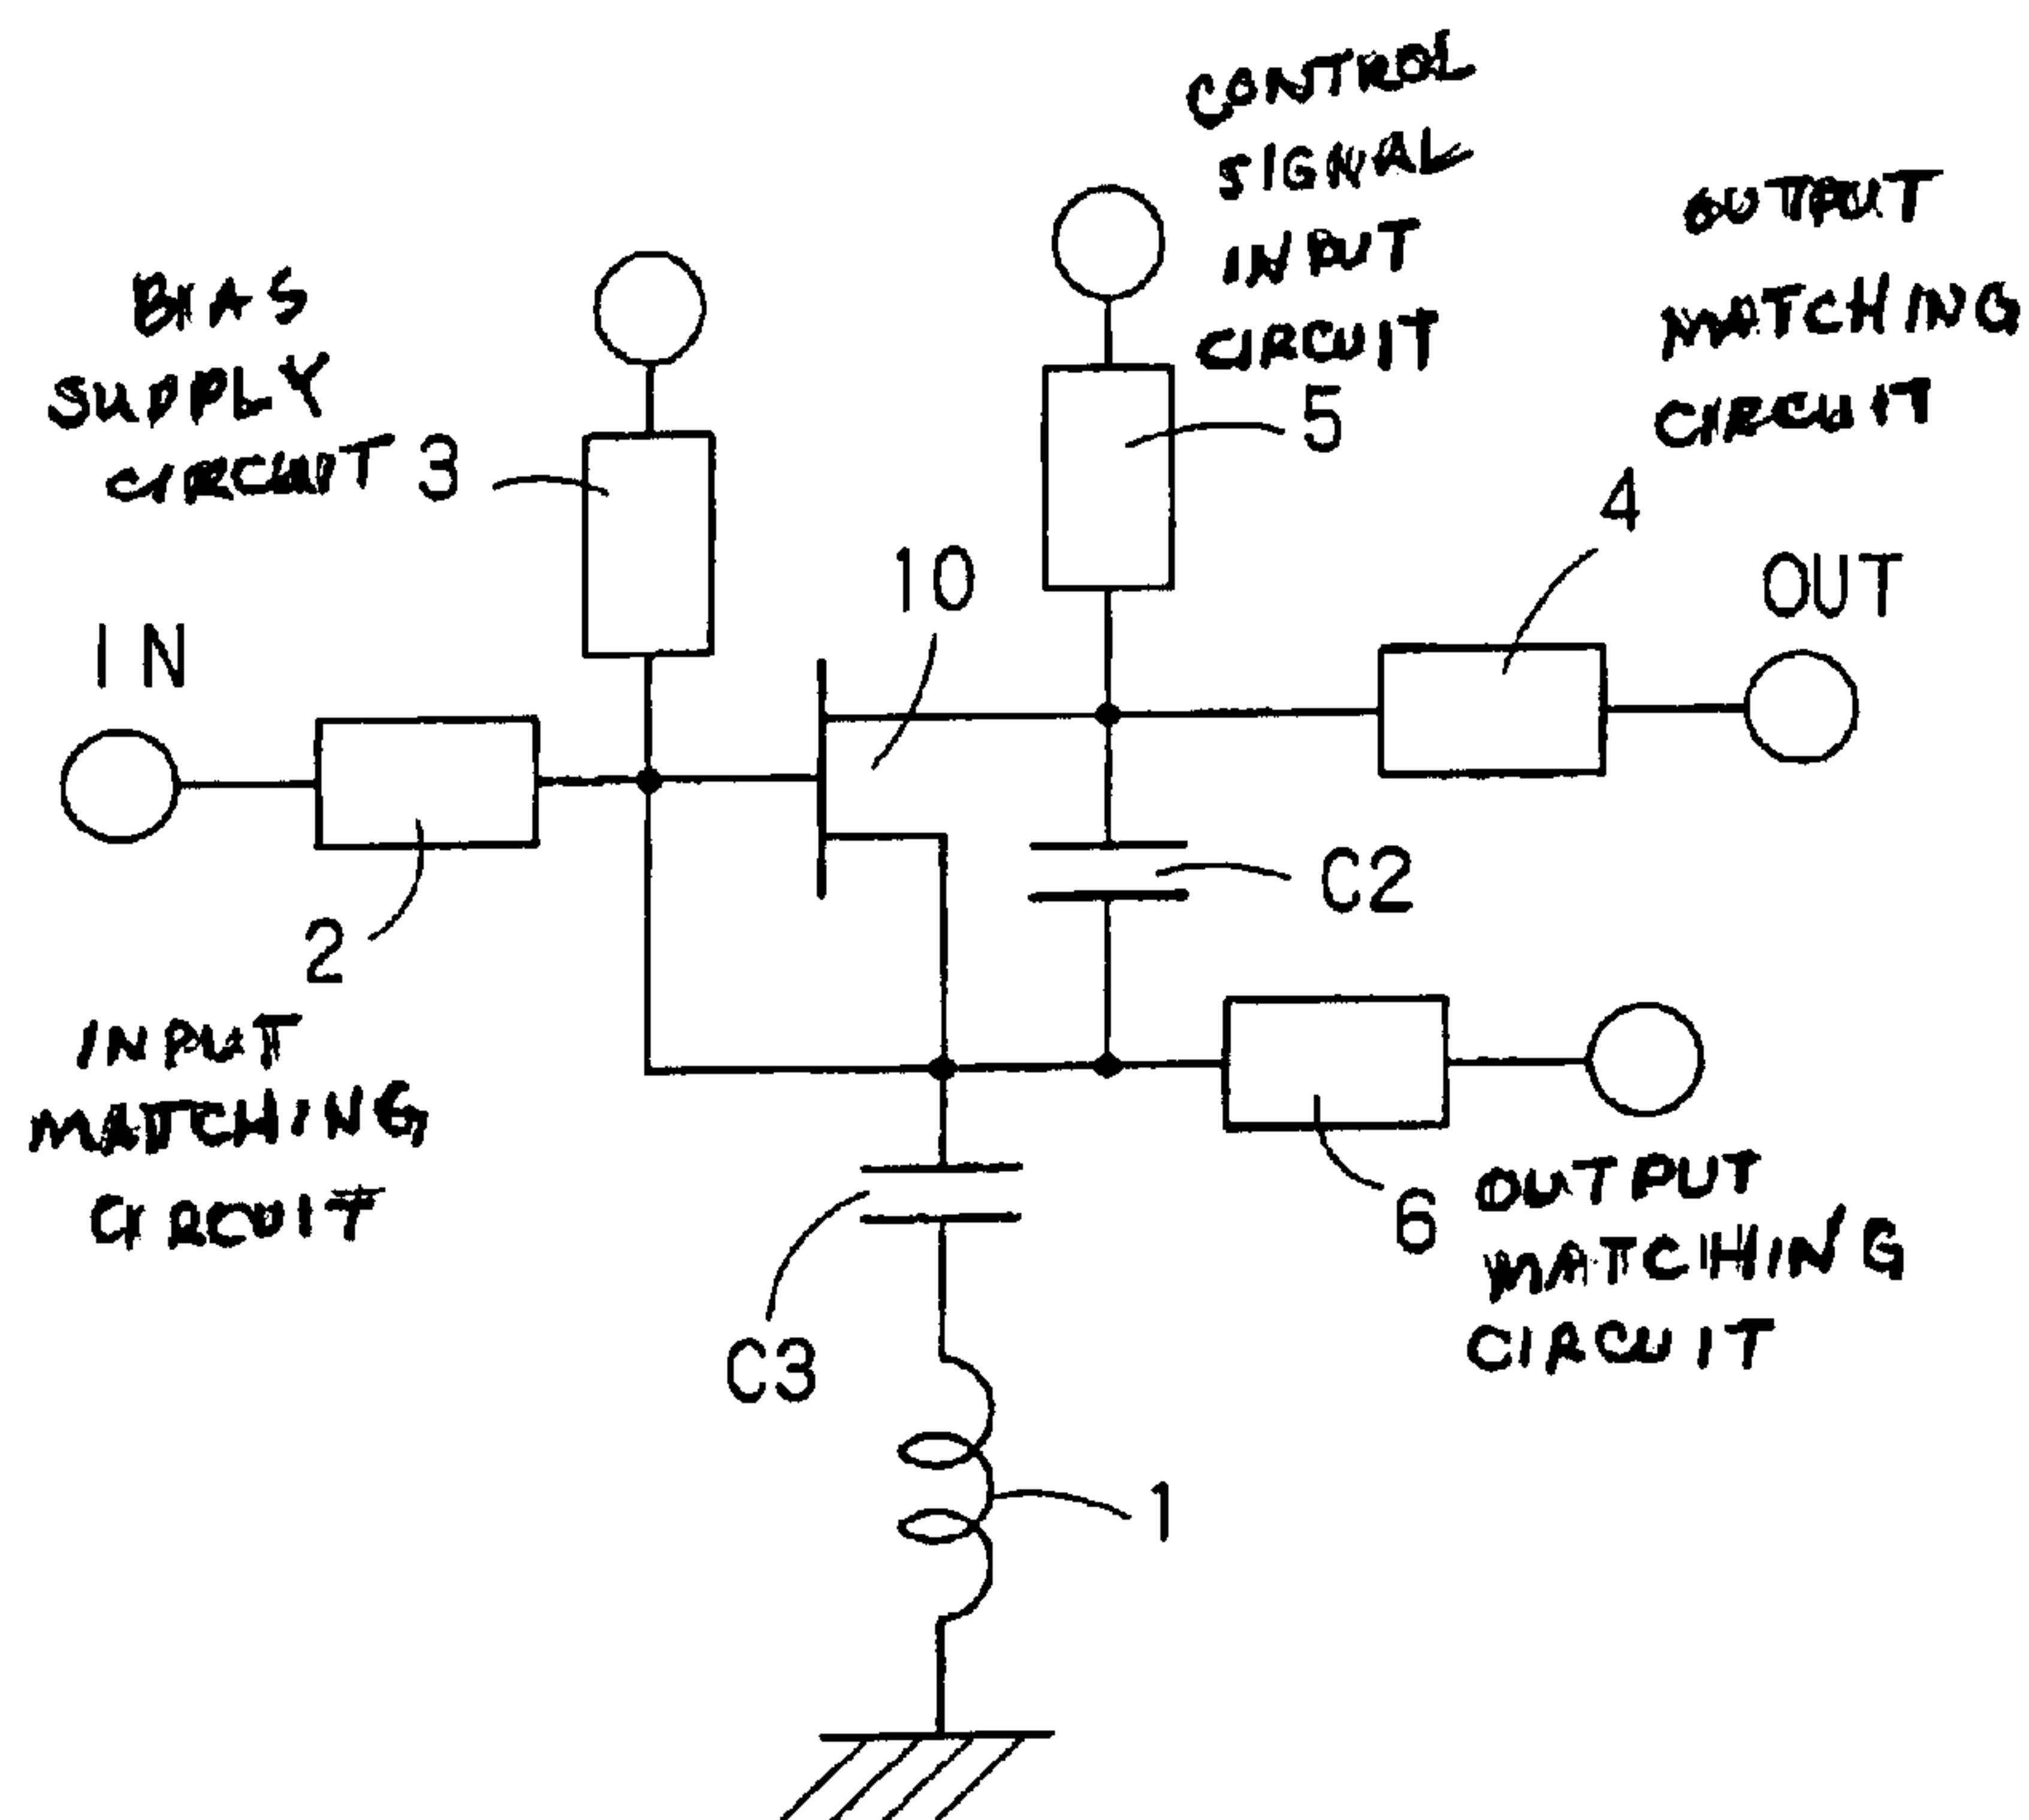 CONTROL
SIGNAL
INPUT
CIRCUIT
5
OUTPUT
MATCHING
CIRCUIT
4
OUT
BIAS
SUPPLY
CIRCUIT 3
10
IN
2
INPUT
MATCHING
CIRCUIT
C2
6 OUTPUT
MATCHING
CIRCUIT
C3
1